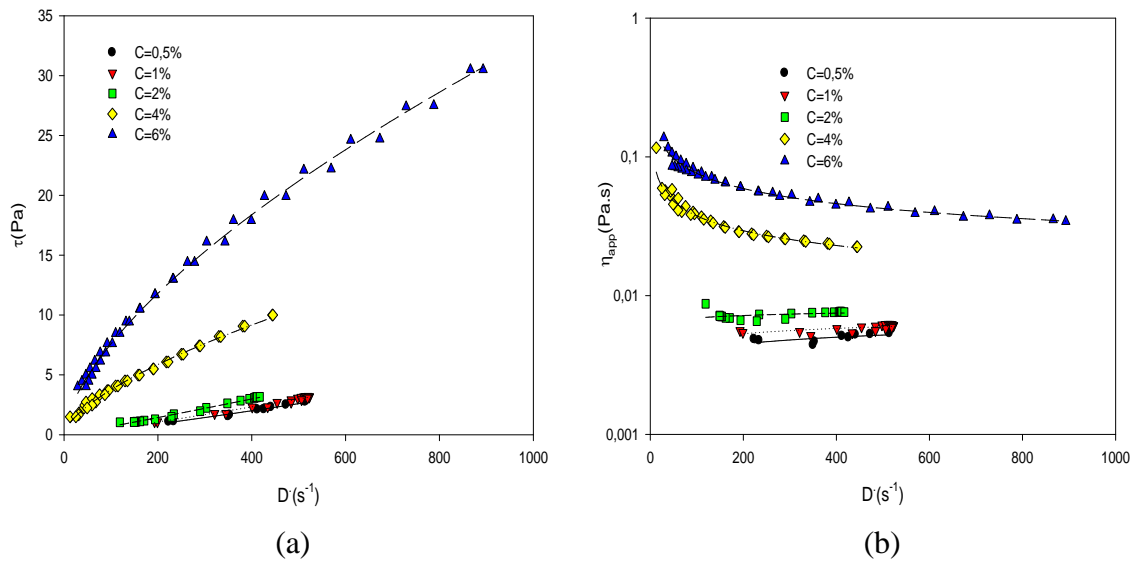 35
30
25
20
15
10
5
0
τ(Pa)
C=0,5%
C=1%
C=2%
C=4%
C=6%
0 200 400 600 800 1000
D·(s⁻¹)
(a)
1
0,1
0,01
0,001
η_app(Pa.s)
C=0,5%
C=1%
C=2%
C=4%
C=6%
0 200 400 600 800 1000
D·(s⁻¹)
(b)